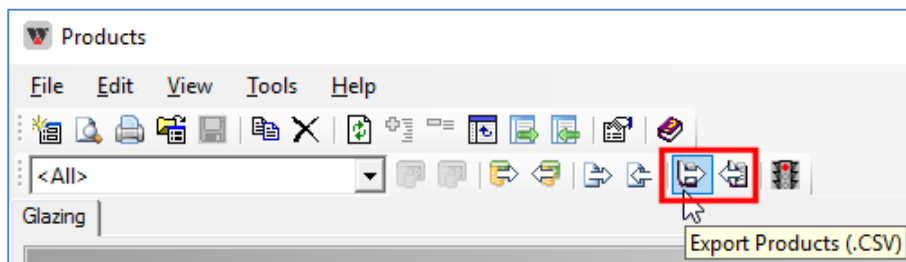 Products
File Edit View Tools Help
<All>
Glazing
Export Products (.CSV)